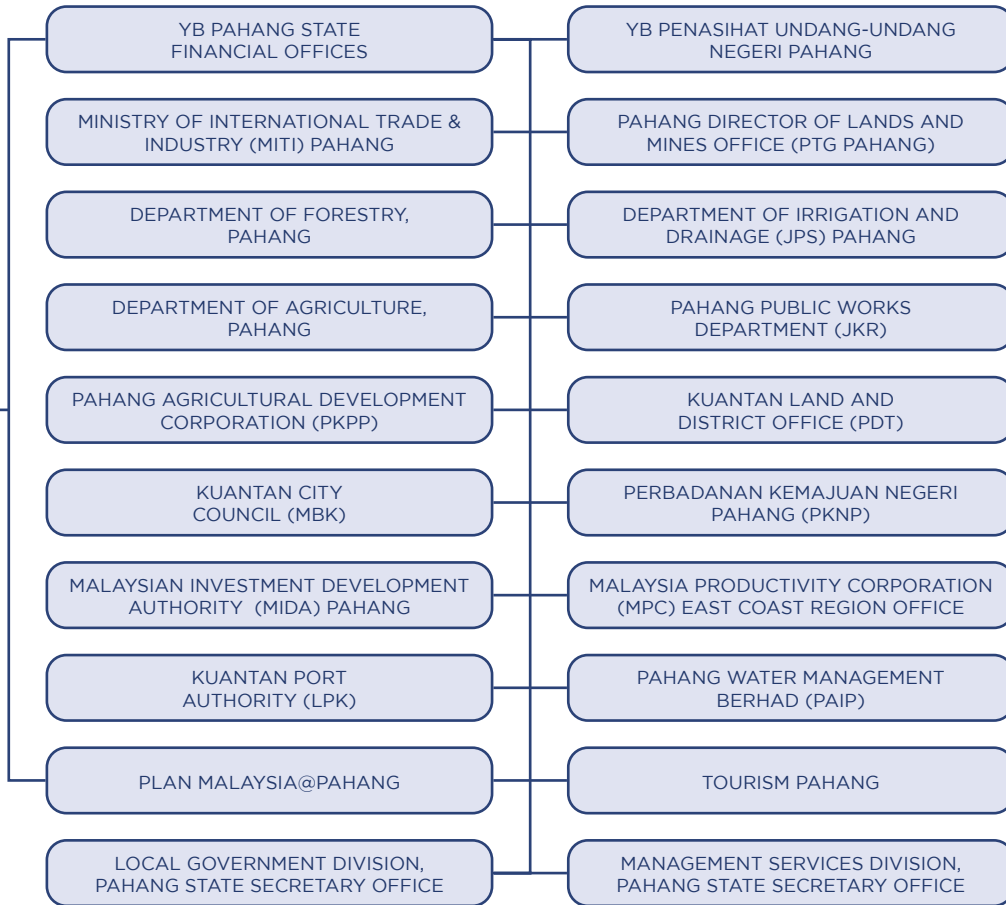 YB PAHANG STATE
FINANCIAL OFFICES
YB PENASIHAT UNDANG-UNDANG
NEGERI PAHANG
MINISTRY OF INTERNATIONAL TRADE &
INDUSTRY (MITI) PAHANG
PAHANG DIRECTOR OF LANDS AND
MINES OFFICE (PTG PAHANG)
DEPARTMENT OF FORESTRY,
PAHANG
DEPARTMENT OF IRRIGATION AND
DRAINAGE (JPS) PAHANG
DEPARTMENT OF AGRICULTURE,
PAHANG
PAHANG PUBLIC WORKS
DEPARTMENT (JKR)
PAHANG AGRICULTURAL DEVELOPMENT
CORPORATION (PKPP)
KUANTAN LAND AND
DISTRICT OFFICE (PDT)
KUANTAN CITY
COUNCIL (MBK)
PERBADANAN KEMAJUAN NEGERI
PAHANG (PKNP)
MALAYSIAN INVESTMENT DEVELOPMENT
AUTHORITY (MIDA) PAHANG
MALAYSIA PRODUCTIVITY CORPORATION
(MPC) EAST COAST REGION OFFICE
KUANTAN PORT
AUTHORITY (LPK)
PAHANG WATER MANAGEMENT
BERHAD (PAIP)
PLAN MALAYSIA@PAHANG
TOURISM PAHANG
LOCAL GOVERNMENT DIVISION,
PAHANG STATE SECRETARY OFFICE
MANAGEMENT SERVICES DIVISION,
PAHANG STATE SECRETARY OFFICE